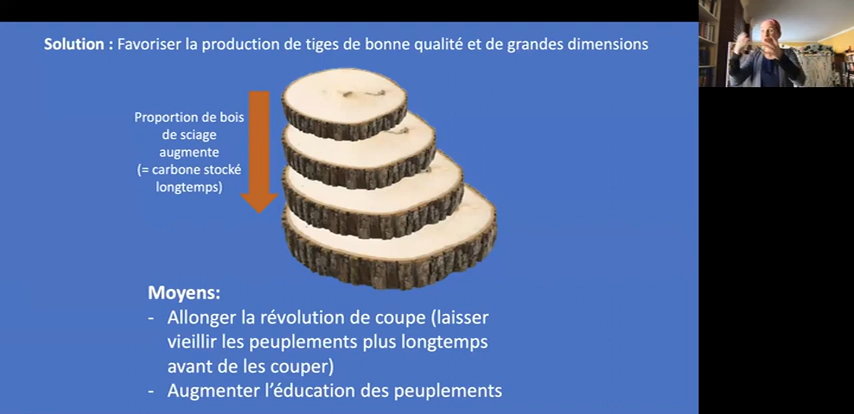 Solution : Favoriser la production de tiges de bonne qualité et de grandes dimensions
Proportion de bois
de sciage
augmente
(= carbone stocké
longtemps)
Moyens:
- Allonger la révolution de coupe (laisser
vieillir les peuplements plus longtemps
avant de les couper)
- Augmenter l’éducation des peuplements